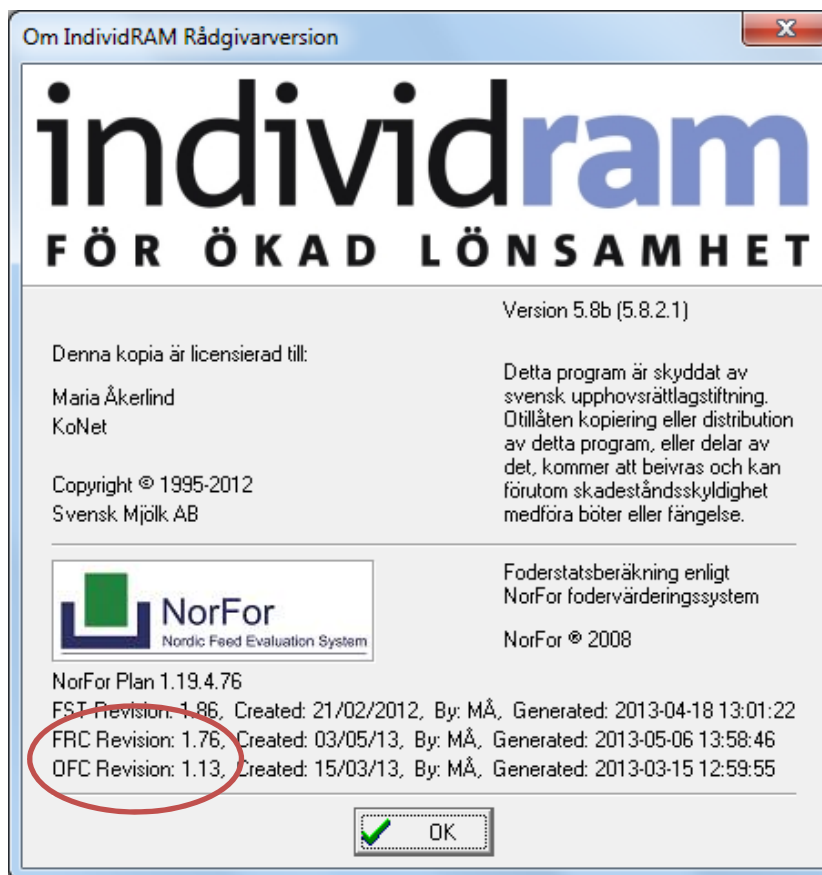 Om IndividRAM Rådgivarversion
individram
FÖR ÖKAD LÖNSAMHET
Version 5.8b (5.8.2.1)
Denna kopia är licensierad till:
Maria Åkerlind
KoNet
Copyright © 1995-2012
Svensk Mjölk AB
Detta program är skyddat av
svensk upphovsrättlagstiftning.
Otillåten kopiering eller distribution
av detta program, eller delar av
det, kommer att beivras och kan
förutom skadeståndsskyldighet
medföra böter eller fängelse.
NorFor
Nordic Feed Evaluation System
Foderstatsberäkning enligt
NorFor fodervärderingssystem
NorFor ® 2008
NorFor Plan 1.19.4.76
FST Revision: 1.86, Created: 21/02/2012, By: MÅ, Generated: 2013-04-18 13:01:22
FRC Revision: 1.76, Created: 03/05/13, By: MÅ, Generated: 2013-05-06 13:58:46
OFC Revision: 1.13, Created: 15/03/13, By: MÅ, Generated: 2013-03-15 12:59:55
OK